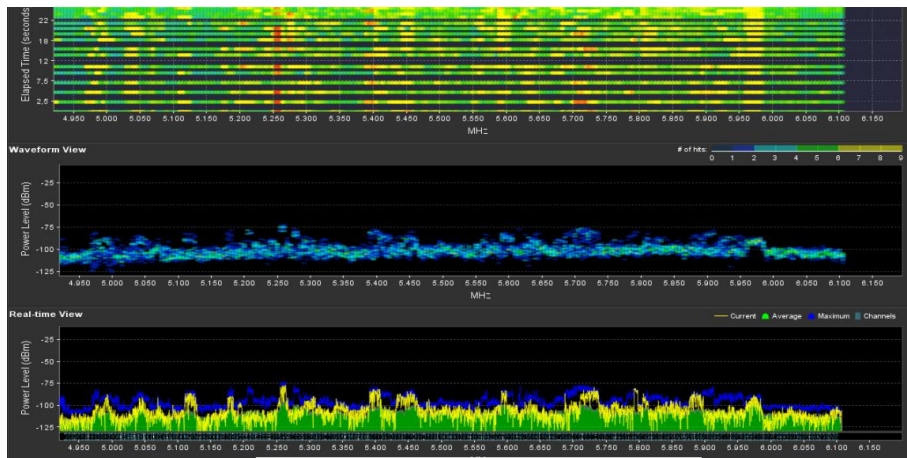 Elapsed Time (seconds
22
18
12
7.5
2.5
4.950 5.000 5.050 5.100 5.150 5.200 5.250 5.300 5.350 5.400 5.450 5.500 5.550 5.600 5.650 5.700 5.750 5.800 5.850 5.900 5.950 6.000 6.050 6.100 6.150
MHz
Waveform View
# of hits:
0 1 2 3 4 5 6 7 8 9
Power Level (dBm)
-25
-50
-75
-100
-125
4.950 5.000 5.050 5.100 5.150 5.200 5.250 5.300 5.350 5.400 5.450 5.500 5.550 5.600 5.650 5.700 5.750 5.800 5.850 5.900 5.950 6.000 6.050 6.100 6.150
MHz
Real-time View
Current Average Maximum Channels
Power Level (dBm)
-25
-50
-75
-100
-125
4.950 5.000 5.050 5.100 5.150 5.200 5.250 5.300 5.350 5.400 5.450 5.500 5.550 5.600 5.650 5.700 5.750 5.800 5.850 5.900 5.950 6.000 6.050 6.100 6.150